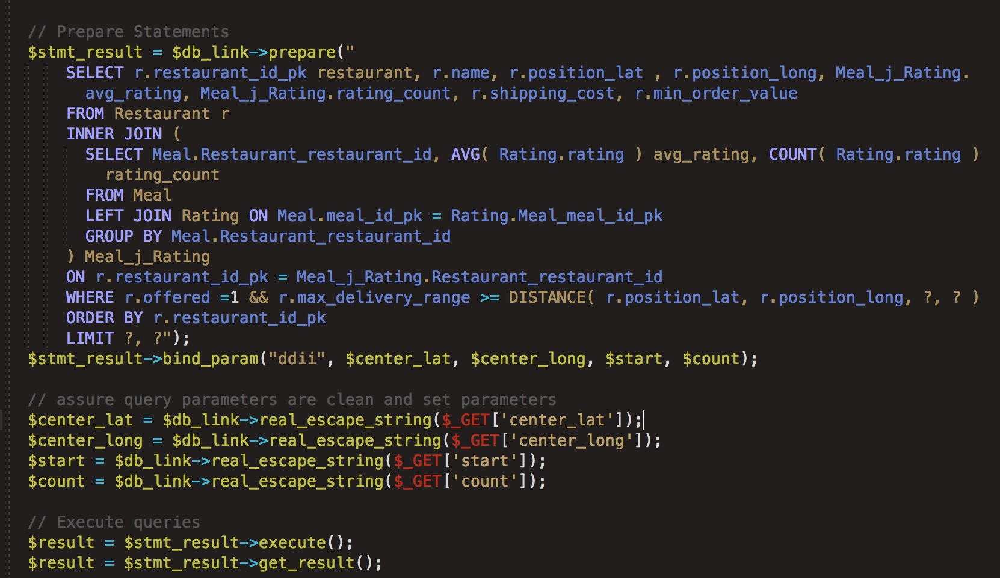 // Prepare Statements
$stmt_result = $db_link->prepare("
SELECT r.restaurant_id_pk restaurant, r.name, r.position_lat , r.position_long, Meal_j_Rating.
avg_rating, Meal_j_Rating.rating_count, r.shipping_cost, r.min_order_value
FROM Restaurant r
INNER JOIN (
SELECT Meal.Restaurant_restaurant_id, AVG( Rating.rating ) avg_rating, COUNT( Rating.rating )
rating_count
FROM Meal
LEFT JOIN Rating ON Meal.meal_id_pk = Rating.Meal_meal_id_pk
GROUP BY Meal.Restaurant_restaurant_id
) Meal_j_Rating
ON r.restaurant_id_pk = Meal_j_Rating.Restaurant_restaurant_id
WHERE r.offered =1 && r.max_delivery_range >= DISTANCE( r.position_lat, r.position_long, ?, ? )
ORDER BY r.restaurant_id_pk
LIMIT ?, ?");
$stmt_result->bind_param("ddii", $center_lat, $center_long, $start, $count);
// assure query parameters are clean and set parameters
$center_lat = $db_link->real_escape_string($_GET['center_lat']);
$center_long = $db_link->real_escape_string($_GET['center_long']);
$start = $db_link->real_escape_string($_GET['start']);
$count = $db_link->real_escape_string($_GET['count']);
// Execute queries
$result = $stmt_result->execute();
$result = $stmt_result->get_result();